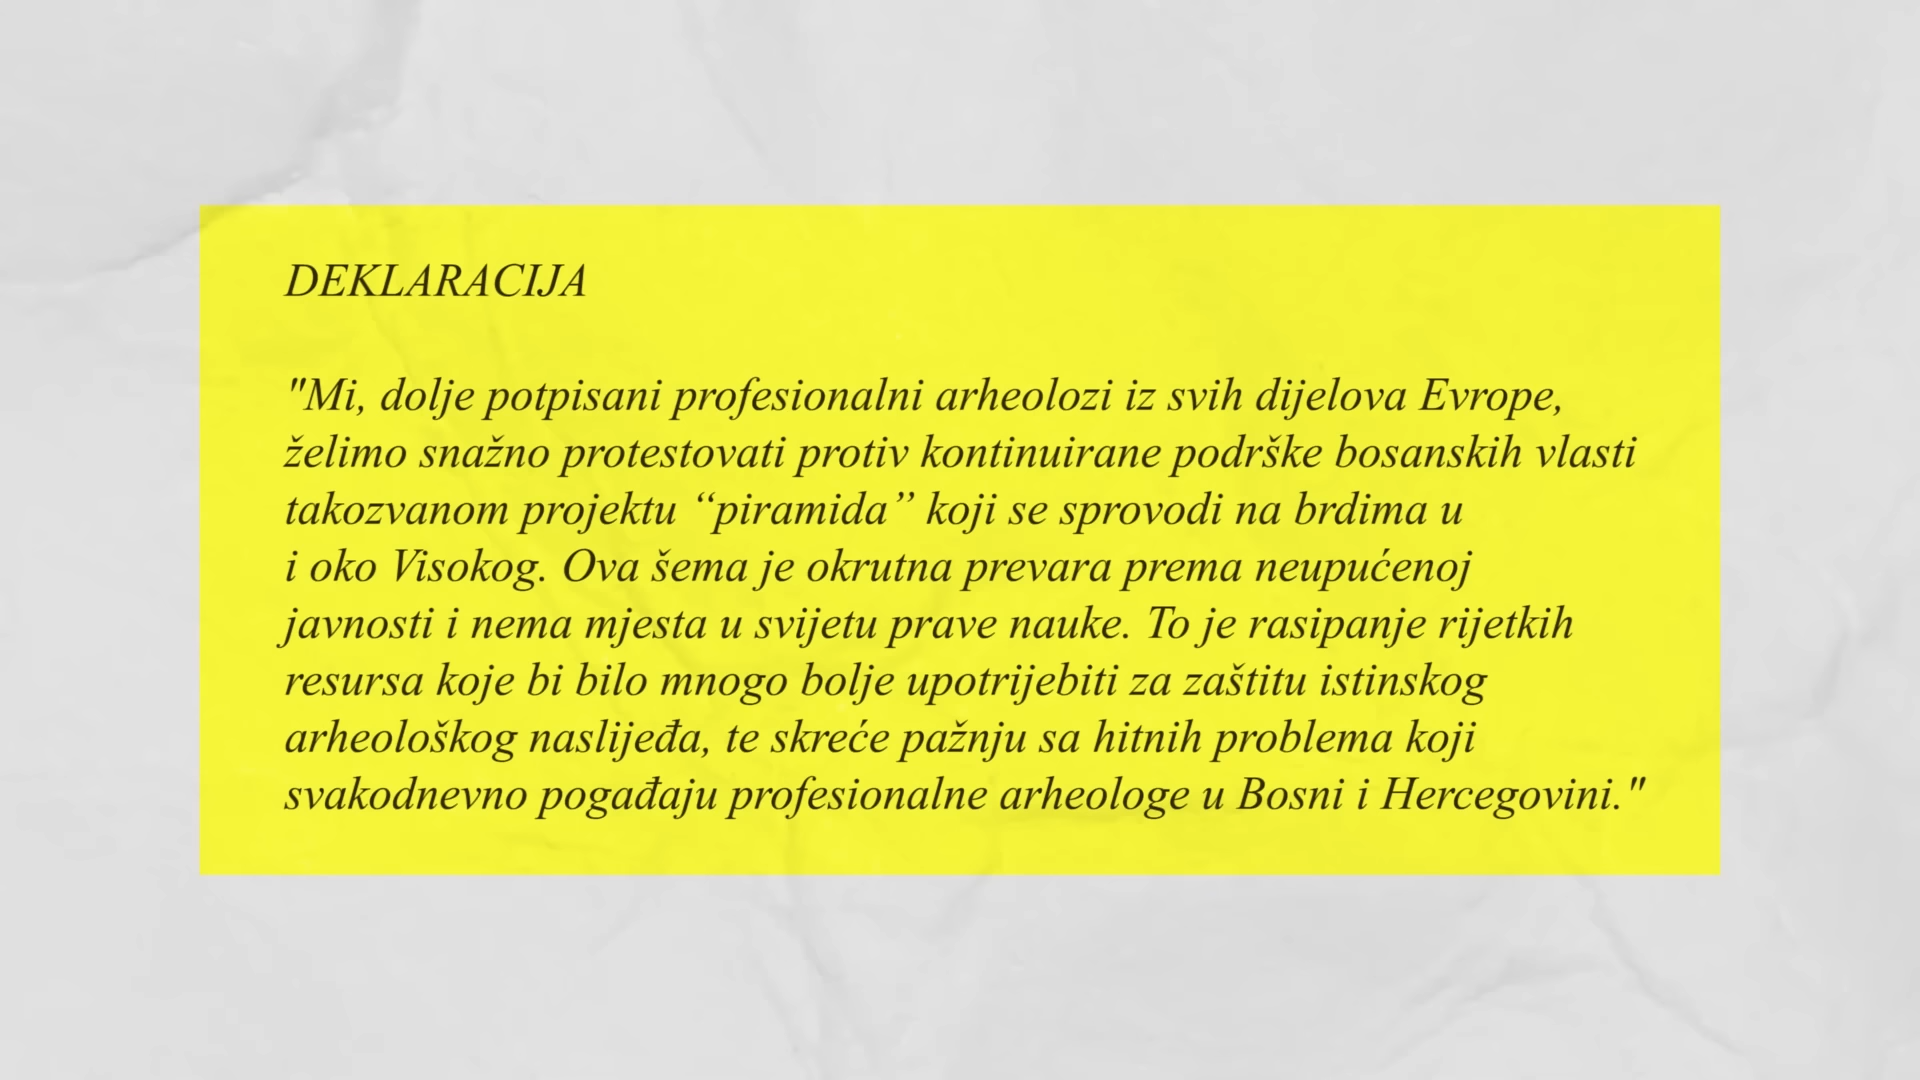 DEKLARACIJA
"Mi, dolje potpisani profesionalni arheolozi iz svih dijelova Evrope,
želimo snažno protestovati protiv kontinuirane podrške bosanskih vlasti
takozvanom projektu “piramida” koji se sprovodi na brdima u
i oko Visokog. Ova šema je okrutna prevara prema neupućenoj
javnosti i nema mjesta u svijetu prave nauke. To je rasipanje rijetkih
resursa koje bi bilo mnogo bolje upotrijebiti za zaštitu istinskog
arheološkog naslijeđa, te skreće pažnju sa hitnih problema koji
svakodnevno pogađaju profesionalne arheologe u Bosni i Hercegovini."